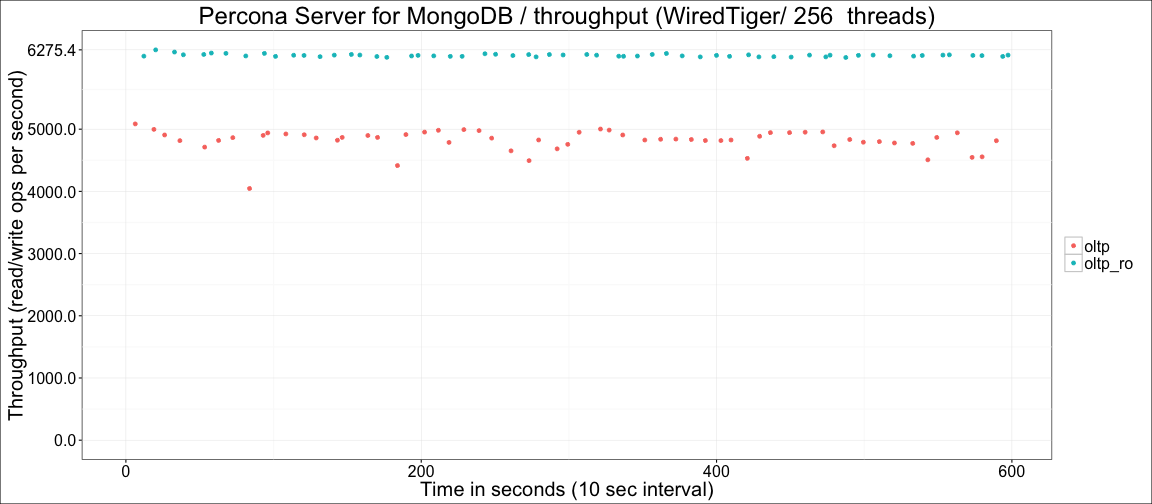 Percona Server for MongoDB / throughput (WiredTiger/ 256  threads)
Throughput (read/write ops per second)
6275.4
5000.0
4000.0
3000.0
2000.0
1000.0
0.0
0 200 400 600
Time in seconds (10 sec interval)
oltp
oltp_ro